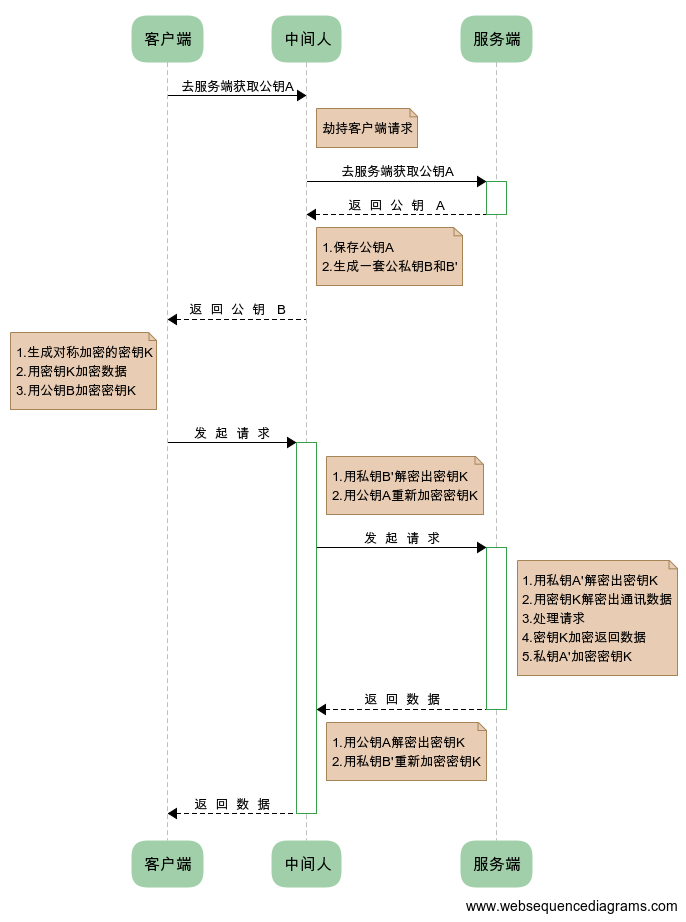 客户端 中间人 服务端
去服务端获取公钥A
劫持客户端请求
去服务端获取公钥A
返 回 公 钥 A
1.保存公钥A
2.生成一套公私钥B和B'
返 回 公 钥 B
1.生成对称加密的密钥K
2.用密钥K加密数据
3.用公钥B加密密钥K
发 起 请 求
1.用私钥B'解密出密钥K
2.用公钥A重新加密密钥K
发 起 请 求
1.用私钥A'解密出密钥K
2.用密钥K解密出通讯数据
3.处理请求
4.密钥K加密返回数据
5.私钥A'加密密钥K
返 回 数 据
1.用公钥A解密出密钥K
2.用私钥B'重新加密密钥K
返 回 数 据
客户端 中间人 服务端
www.websequencediagrams.com